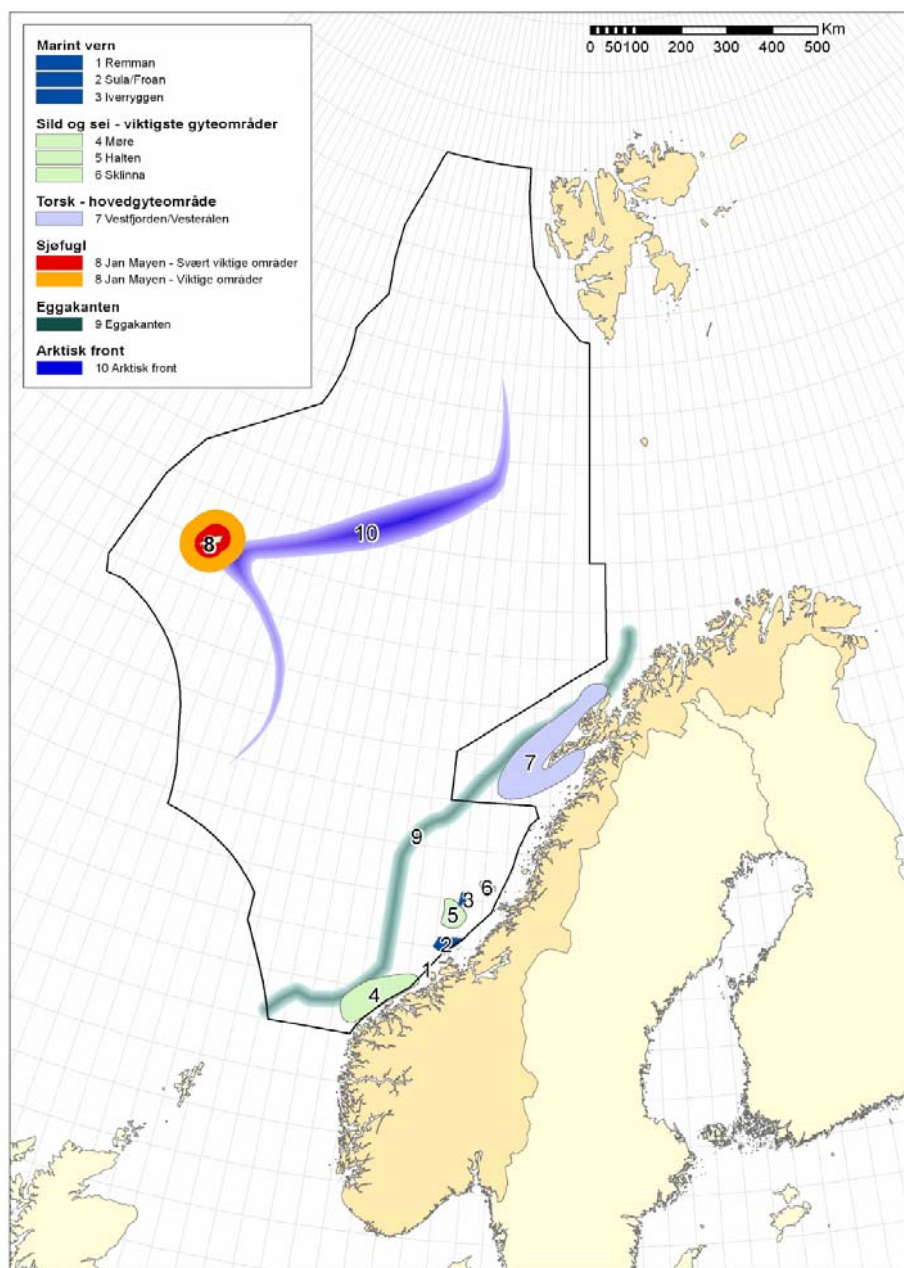 Marint vern
1 Remman
2 Sula/Froan
3 Iverryggen
Sild og sei - viktigste gyteområder
4 Møre
5 Halten
6 Sklinna
Torsk - hovedgyteområde
7 Vestfjorden/Vesterålen
Sjøfugl
8 Jan Mayen - Svært viktige områder
8 Jan Mayen - Viktige områder
Eggakanten
9 Eggakanten
Arktisk front
10 Arktisk front
Km
0 50100 200 300 400 500
8
10
7
9
6
3
5
2
1
4